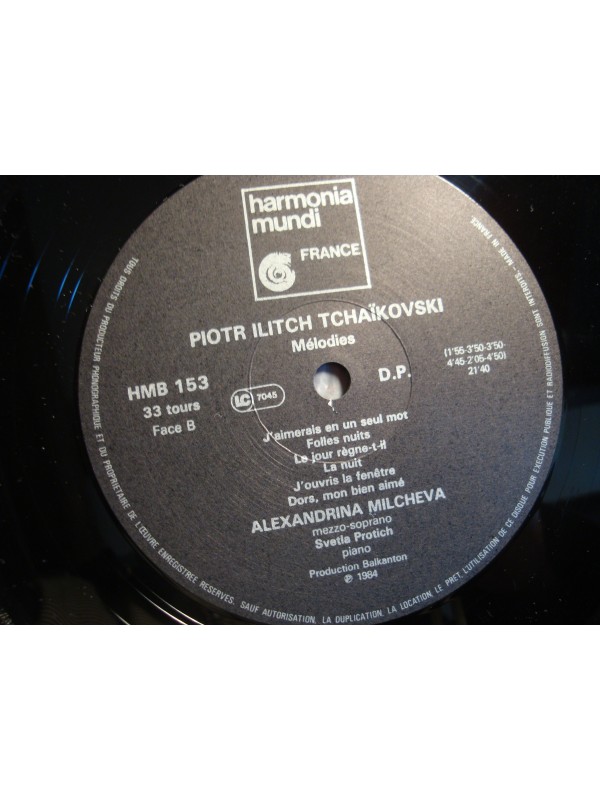 harmonia
mundi
FRANCE
PIOTR ILITCH TCHAÏKOVSKI
Mélodies
HMB 153
33 tours
Face B
LC 7045
D.P.
(1'55-3'50-3'50-
4'45-2'05-4'50)
21'40
J'aimerais en un seul mot
Folles nuits
Le jour règne-t-il
La nuit
J'ouvris la fenêtre
Dors, mon bien aimé
ALEXANDRINA MILCHEVA
mezzo-soprano
Svetla Protich
piano
Production Balkanton
℗ 1984
TOUS DROITS DU PRODUCTEUR PHONOGRAPHIQUE ET DU PROPRIETAIRE DE L'ŒUVRE ENREGISTREE RESERVES. SAUF AUTORISATION, LA DUPLICATION, LA LOCATION, LE PRET, L'UTILISATION DE CE DISQUE POUR EXECUTION PUBLIQUE ET RADIODIFFUSION SONT INTERDITS - MADE IN FRANCE